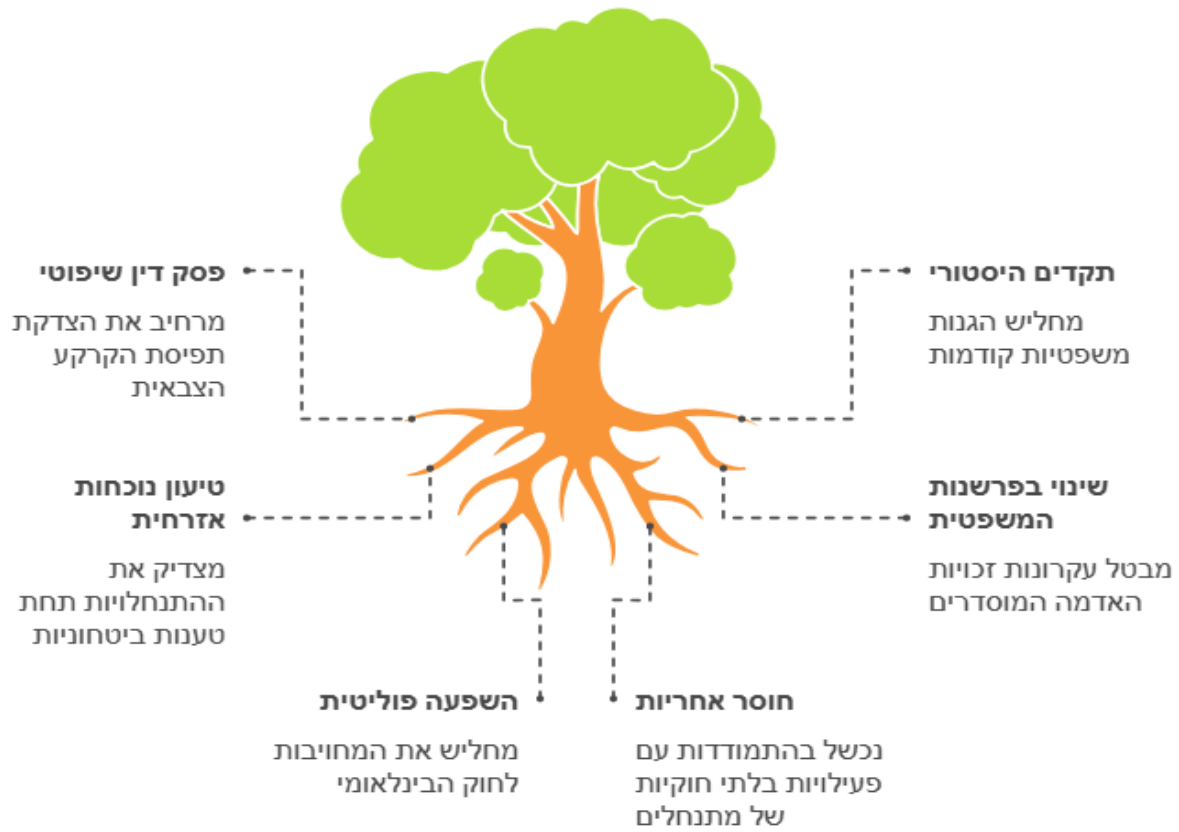 תקדים היסטורי
מחליש הגנות
משפטיות קודמות
שינוי בפרשנות
המשפטית
מבטל עקרונות זכויות
האדמה המוסדרים
חוסר אחריות
נכשל בהתמודדות עם
פעילויות בלתי חוקיות
של מתנחלים
פסק דין שיפוטי
מרחיב את הצדקת
תפיסת הקרקע
הצבאית
טיעון נוכחות
אזרחית
מצדיק את
ההתנחלויות תחת
טענות ביטחוניות
השפעה פוליטית
מחליש את המחויבות
לחוק הבינלאומי